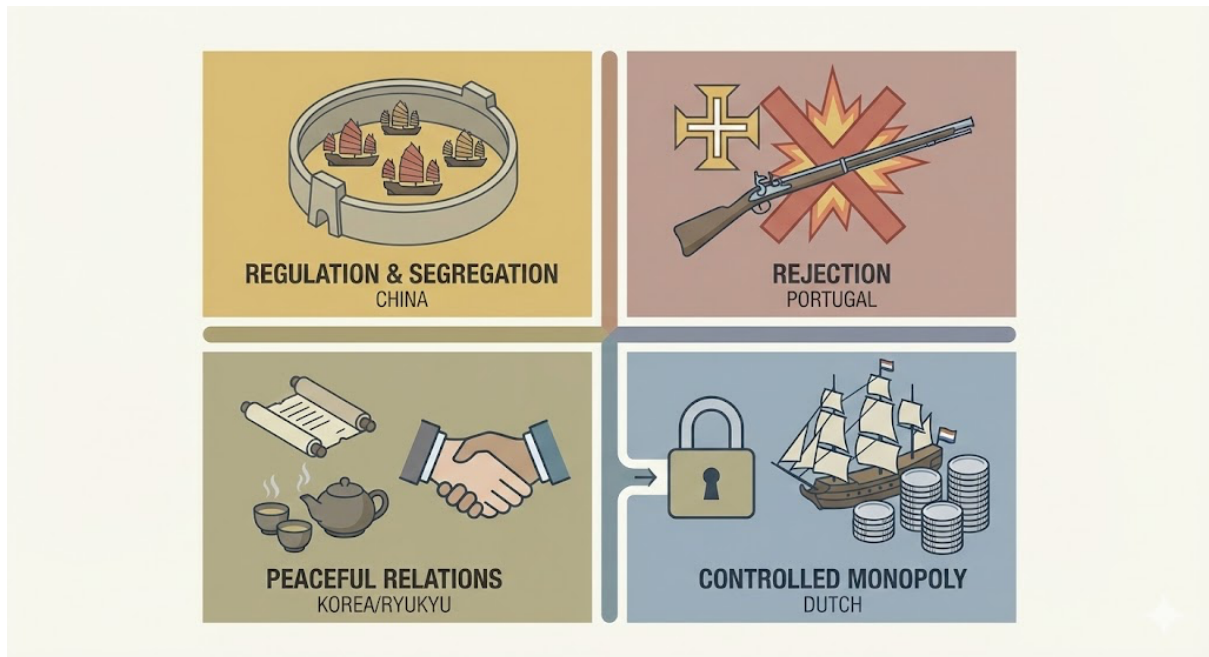 REGULATION & SEGREGATION
CHINA
REJECTION
PORTUGAL
PEACEFUL RELATIONS
KOREA/RYUKYU
CONTROLLED MONOPOLY
DUTCH